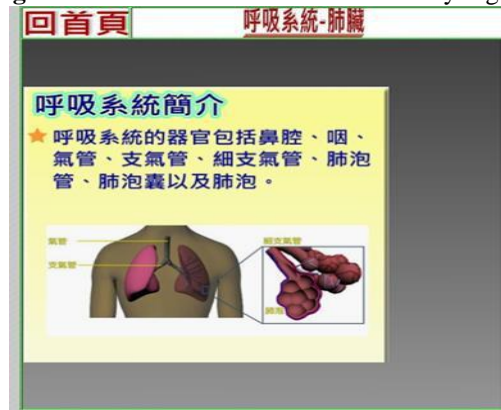 回首頁
呼吸系統-肺臟
呼吸系統簡介
呼吸系統的器官包括鼻腔、咽、
氣管、支氣管、細支氣管、肺泡
管、肺泡囊以及肺泡。
氣管
細支氣管
支氣管
肺泡